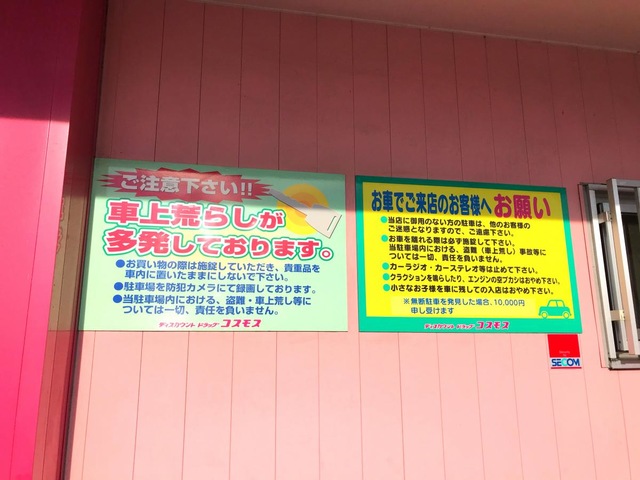 ご注意下さい!!
車上荒らしが
多発しております。
●お買い物の際は施錠していただき、貴重品を
車内に置いたままにしないで下さい。
●駐車場を防犯カメラにて録画しております。
●当駐車場内における、盗難・車上荒し等に
ついては一切、責任を負いません。
ディスカウント ドラッグ コスモス
お車でご来店のお客様へ お願い
●当店に御用のない方の駐車は、他のお客様の
ご迷惑となりますので、ご遠慮下さい。
●お車を離れる際は必ず施錠して下さい。
当駐車場内における、盗難（車上荒し）事故等に
ついては一切、責任を負いません。
●カーラジオ・カーステレオ等は止めて下さい。
●クラクションを鳴らしたり、エンジンの空ブカシはおやめ下さい。
●小さなお子様を車に残しての入店はおやめ下さい。
※無断駐車を発見した場合、10,000円
申し受けます
ディスカウント ドラッグ コスモス
SECOM